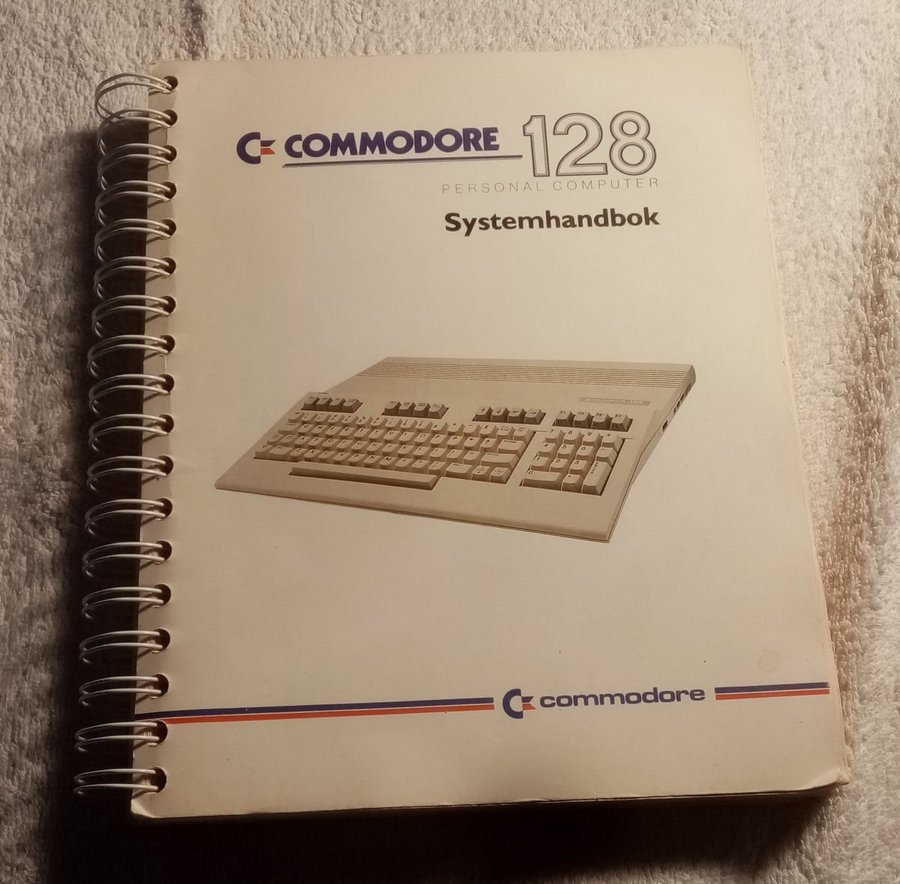 COMMODORE 128
PERSONAL COMPUTER
Systemhandbok
commodore